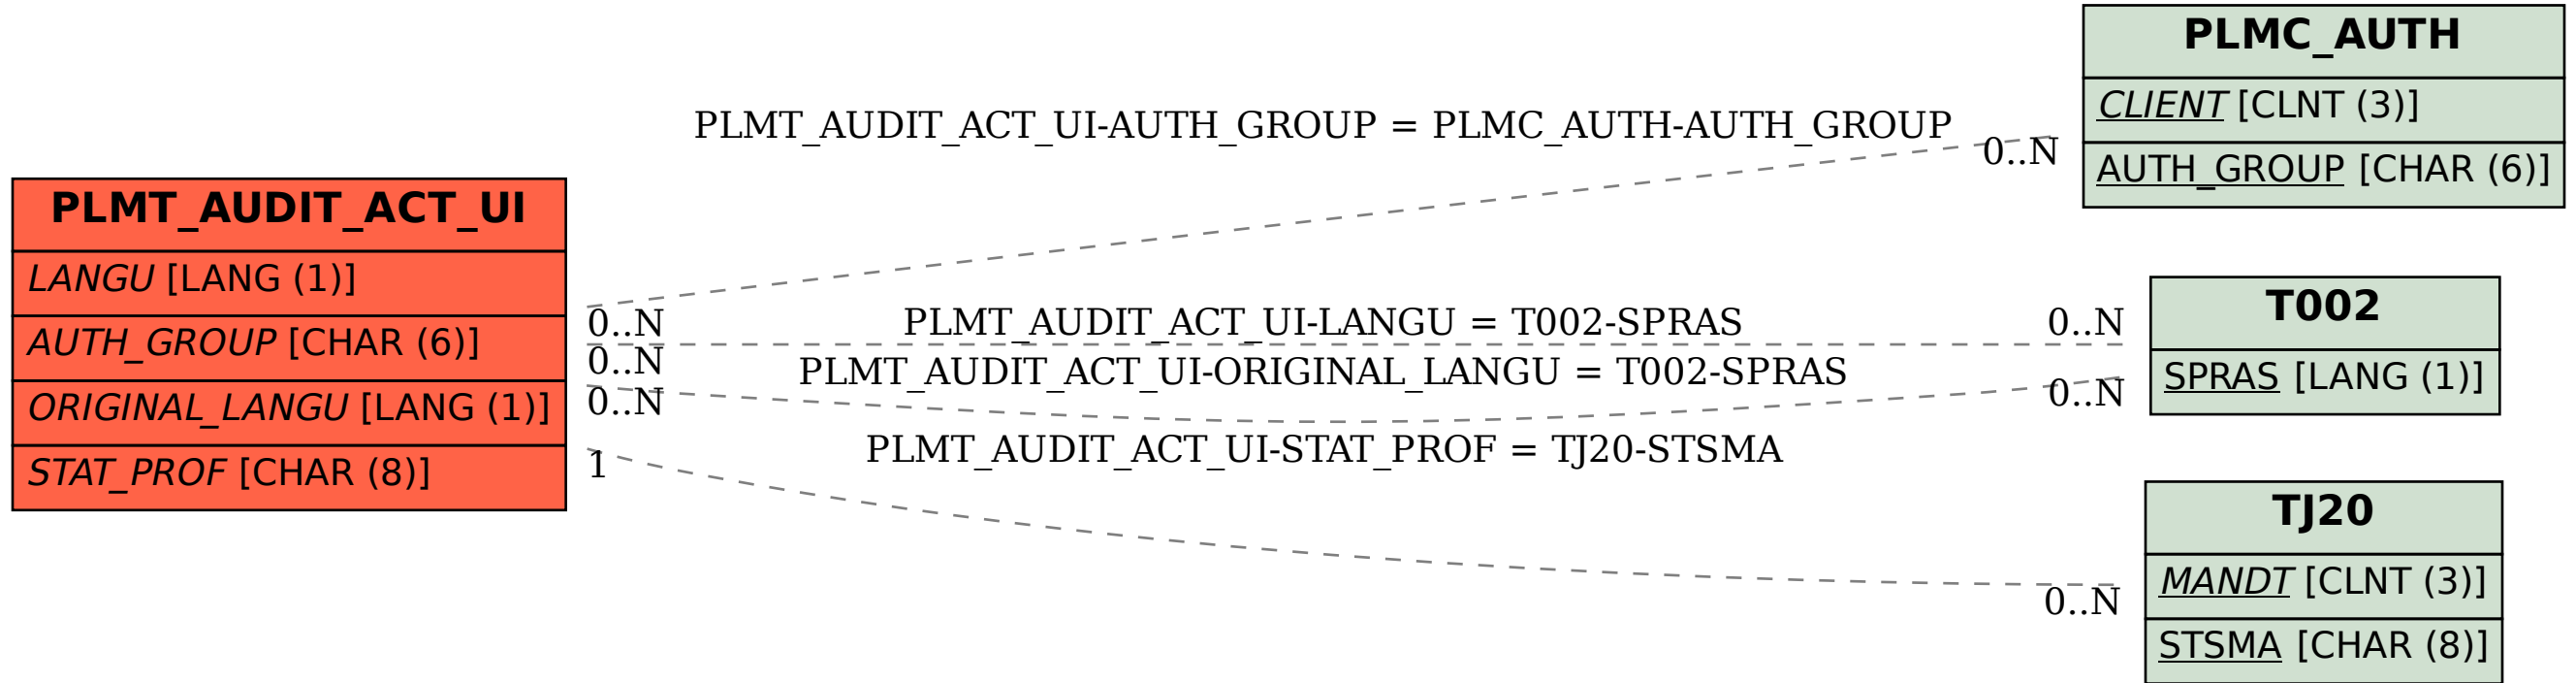 PLMT_AUDIT_ACT_UI
LANGU [LANG (1)]
AUTH_GROUP [CHAR (6)]
ORIGINAL_LANGU [LANG (1)]
STAT_PROF [CHAR (8)]
PLMT_AUDIT_ACT_UI-AUTH_GROUP = PLMC_AUTH-AUTH_GROUP
0..N
0..N
PLMT_AUDIT_ACT_UI-LANGU = T002-SPRAS
0..N
0..N
PLMT_AUDIT_ACT_UI-ORIGINAL_LANGU = T002-SPRAS
0..N
0..N
PLMT_AUDIT_ACT_UI-STAT_PROF = TJ20-STSMA
1
0..N
PLMC_AUTH
CLIENT [CLNT (3)]
AUTH_GROUP [CHAR (6)]
T002
SPRAS [LANG (1)]
TJ20
MANDT [CLNT (3)]
STSMA [CHAR (8)]